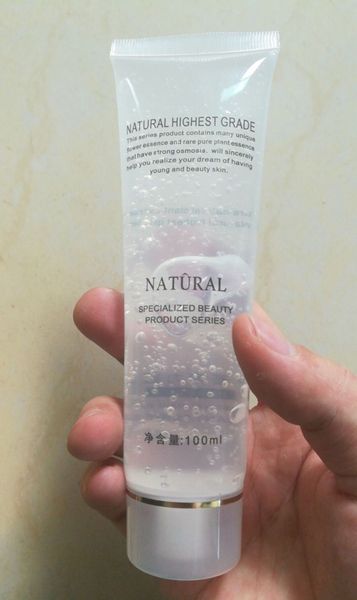 NATURAL HIGHEST GRADE
This series product contains many unique
flower essence and rare pure plant essence
that have strong osmosis, will sincerely
help you realize your dream of having
young and beauty skin.
NATÛRAL
SPECIALIZED BEAUTY
PRODUCT SERIES
净含量:100ml